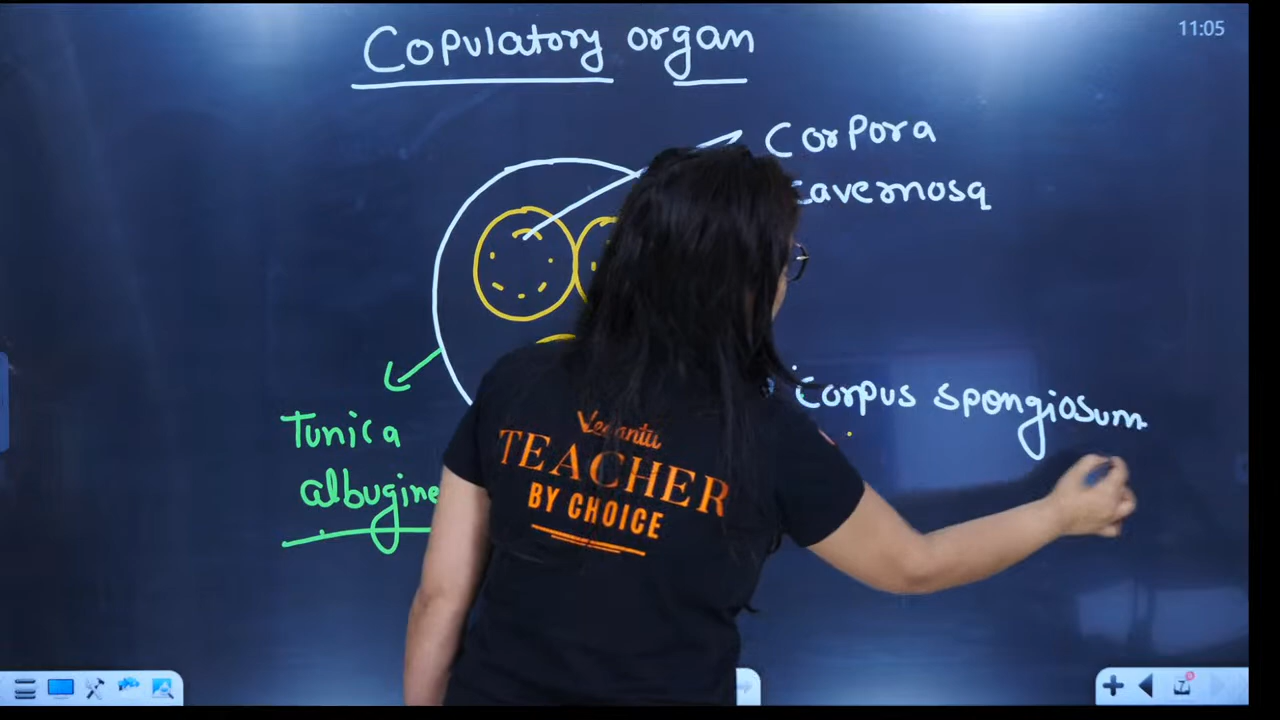 Copulatory organ
11:05
Corpora
cavernosa
Corpus spongiosum
Tunica
albugine
Vedantu
TEACHER
BY CHOICE